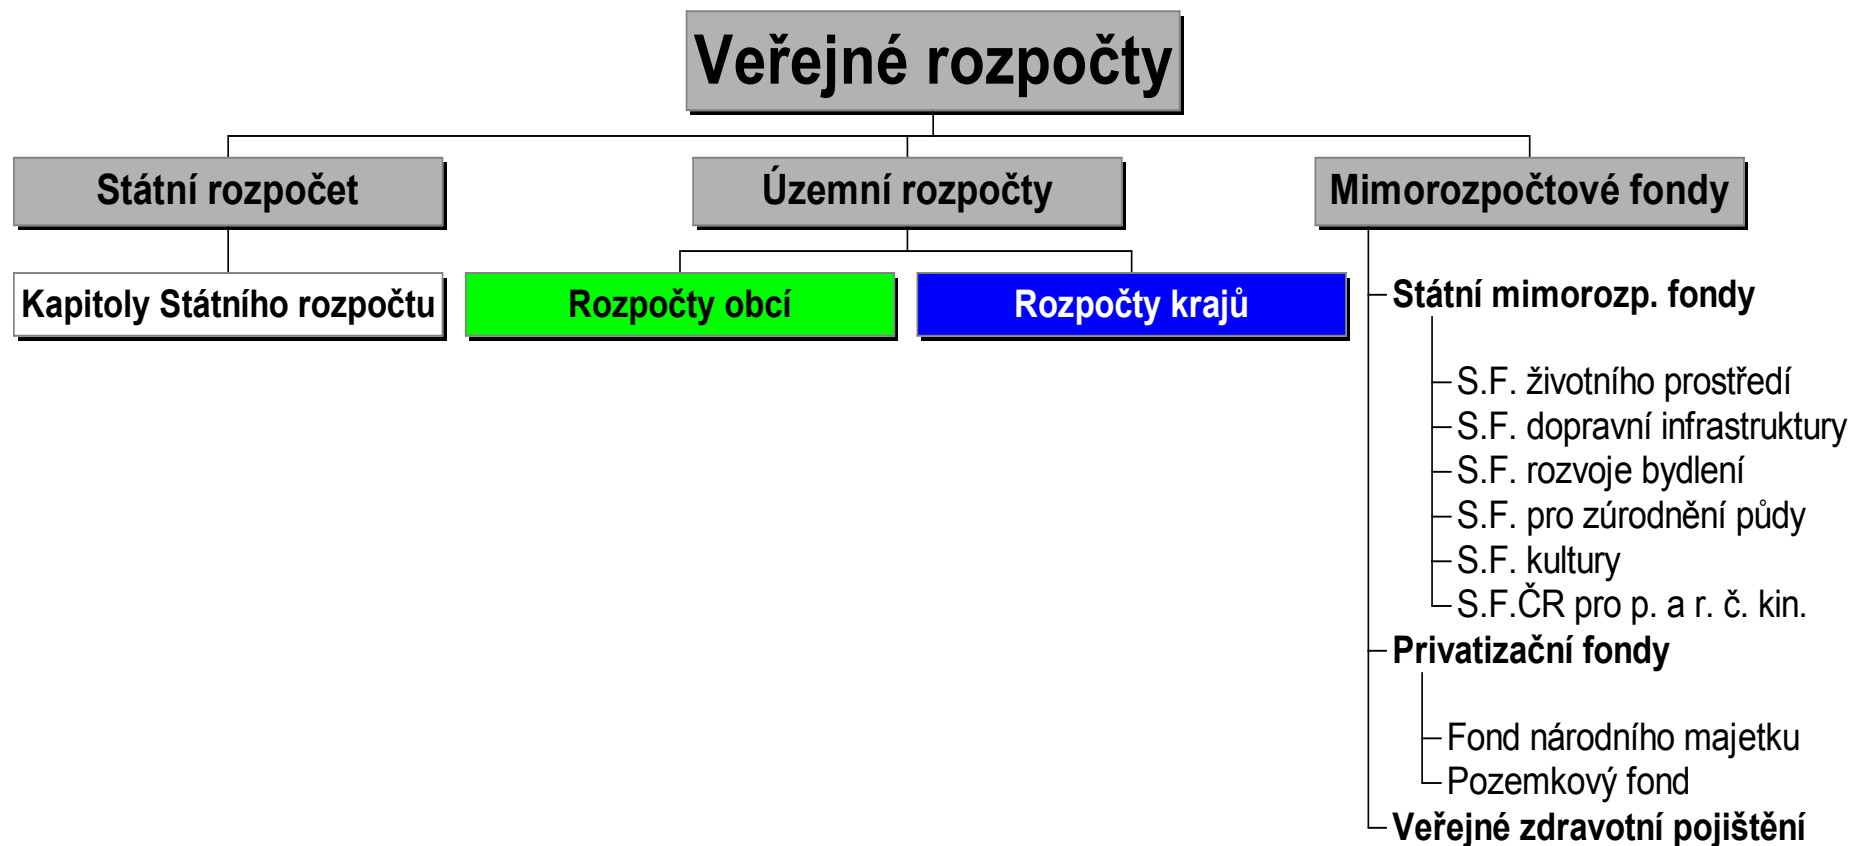 Veřejné rozpočty
Státní rozpočet
Územní rozpočty
Mimorozpočtové fondy
Kapitoly Státního rozpočtu
Rozpočty obcí
Rozpočty krajů
Státní mimorozp. fondy
S.F. životního prostředí
S.F. dopravní infrastruktury
S.F. rozvoje bydlení
S.F. pro zúrodnění půdy
S.F. kultury
S.F.ČR pro p. a r. č. kin.
Privatizační fondy
Fond národního majetku
Pozemkový fond
Veřejné zdravotní pojištění